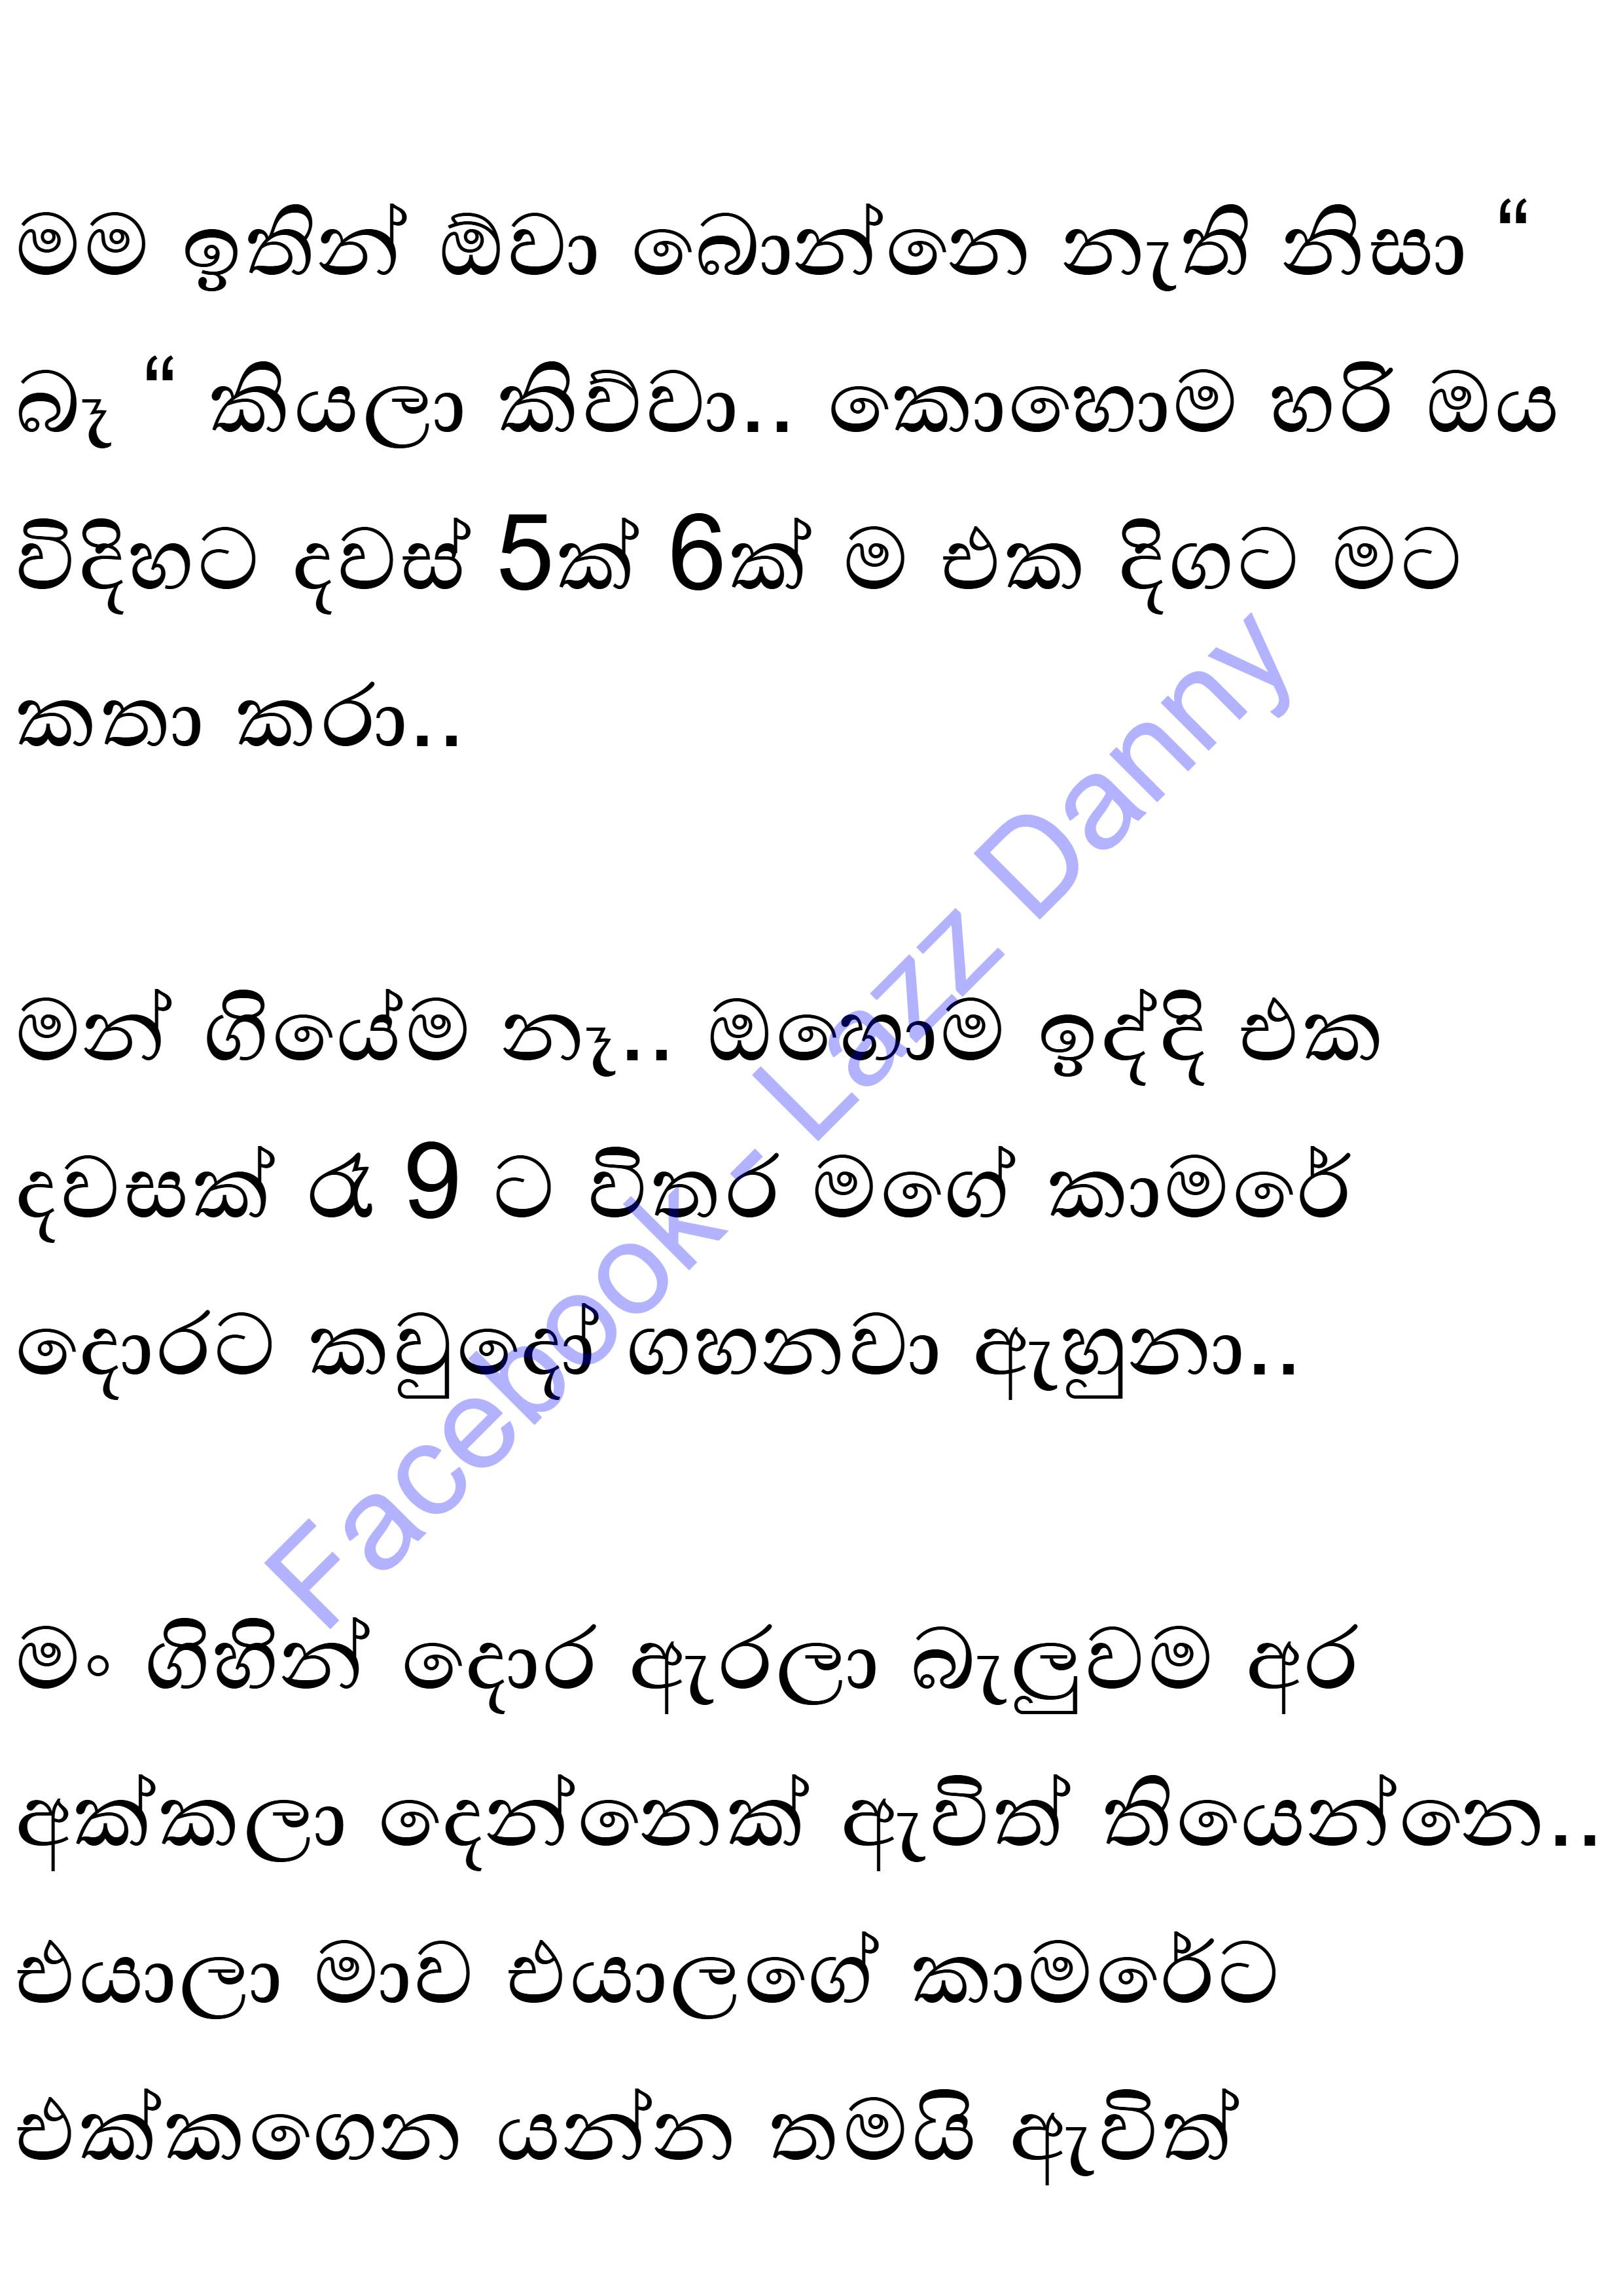 මම ඉතින් ඕවා බොන්නෙ නැති නිසා “
බෑ “ කියලා කිව්වා.. කොහොම හරි ඔය
විදිහට දවස් 5ක් 6ක් ම එක දිගට මට
කතා කරා..
මන් ගියේම නෑ.. ඔහොම ඉද්දි එක
දවසක් රෑ 9 ට විතර මගේ කාමරේ
දොරට කවුදෝ ගහනවා ඇහුනා..
මං ගිහින් දොර ඇරලා බැලුවම අර
අක්කලා දෙන්නෙක් ඇවිත් තියෙන්නෙ..
එයාලා මාව එයාලගේ කාමරේට
එක්කගෙන යන්න තමයි ඇවිත්
Facebook - Lazz Danny